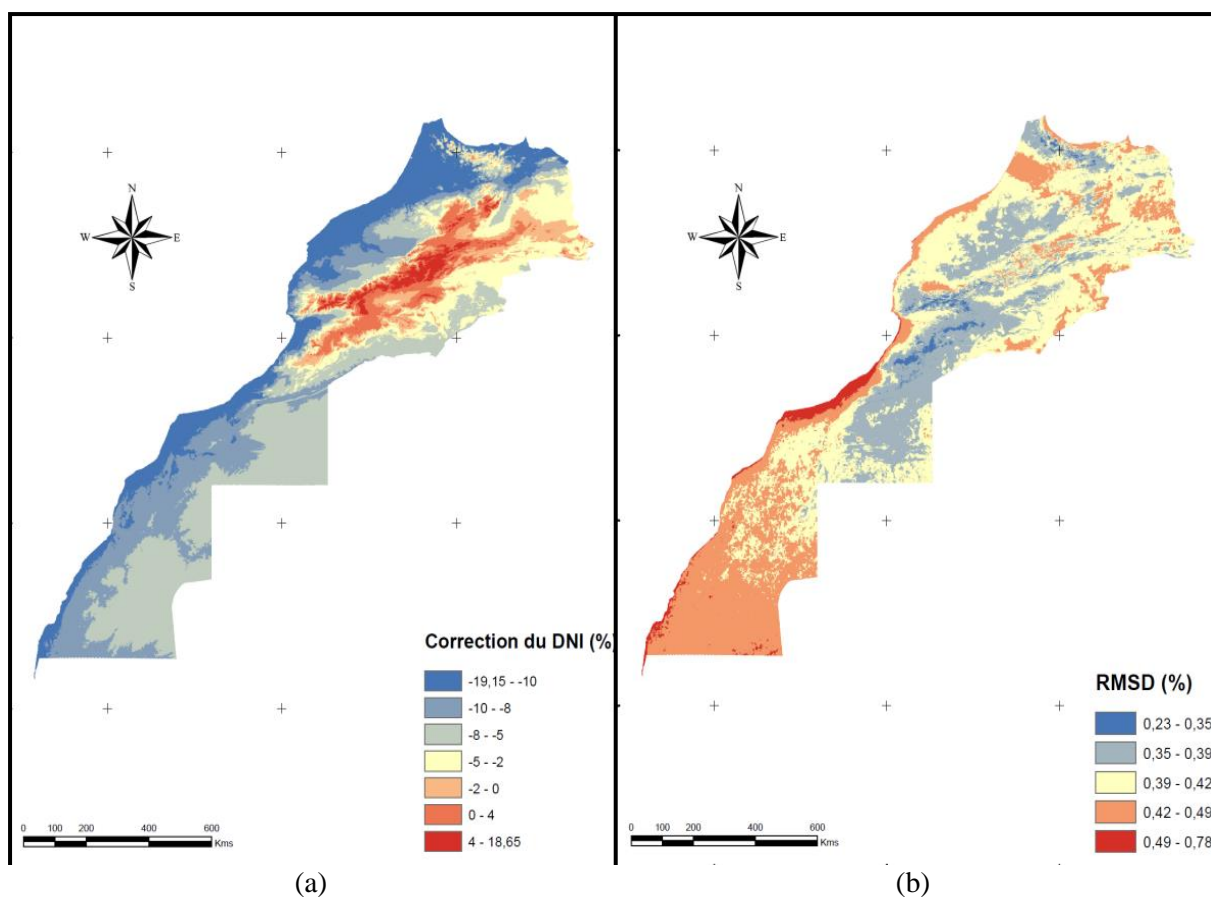 N
W E
S
Correction du DNI (%)
-19,15 - -10
-10 - -8
-8 - -5
-5 - -2
-2 - 0
0 - 4
4 - 18,65
0 100 200 400 600
Kms
(a)
N
W E
S
RMSD (%)
0,23 - 0,35
0,35 - 0,39
0,39 - 0,42
0,42 - 0,49
0,49 - 0,78
0 100 200 400 600
Kms
(b)